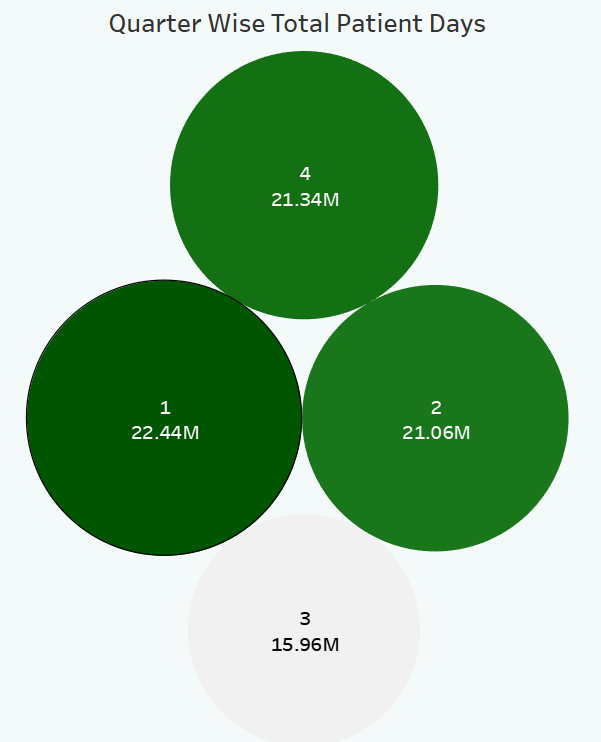 Quarter Wise Total Patient Days
4
21.34M
1
22.44M
2
21.06M
3
15.96M